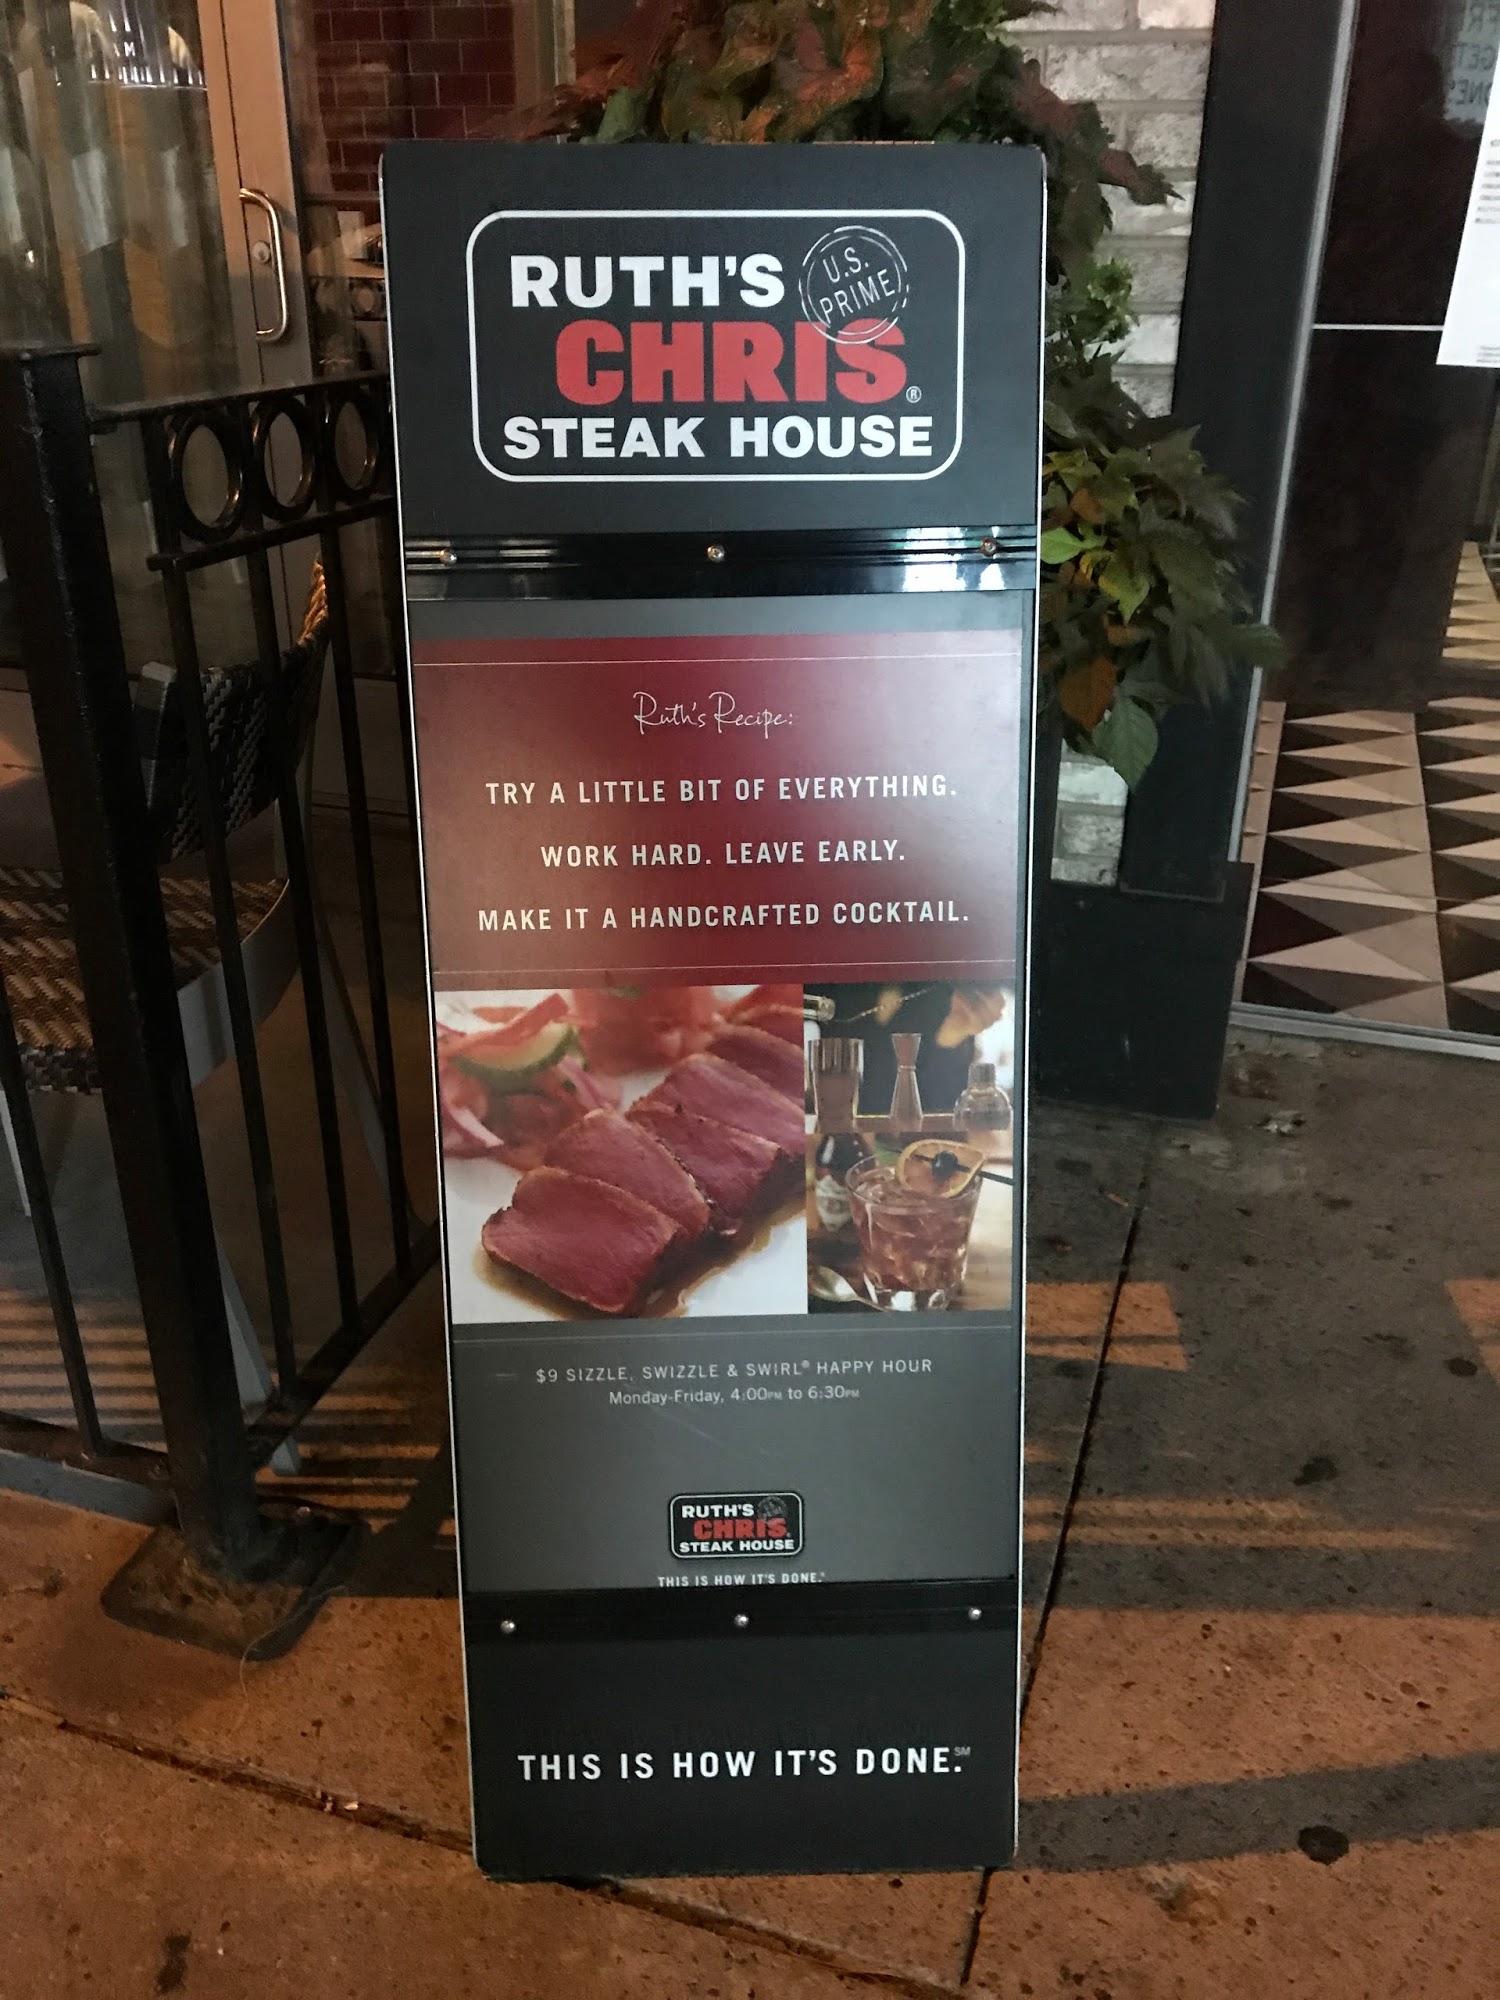 RUTH'S
U.S.
PRIME
CHRIS®
STEAK HOUSE
Ruth's Recipe:
TRY A LITTLE BIT OF EVERYTHING.
WORK HARD. LEAVE EARLY.
MAKE IT A HANDCRAFTED COCKTAIL.
$9 SIZZLE, SWIZZLE & SWIRL® HAPPY HOUR
Monday-Friday, 4:00PM to 6:30PM
RUTH'S
CHRIS
STEAK HOUSE
THIS IS HOW IT'S DONE.
THIS IS HOW IT'S DONE.℠